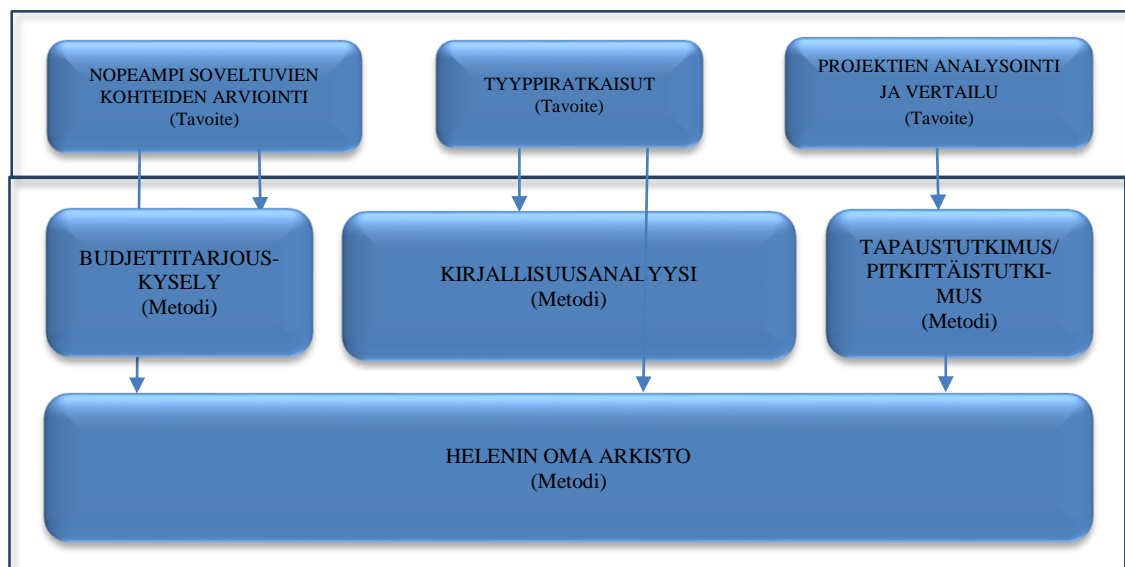 NOPEAMPI SOVELTUVIEN
KOHTEIDEN ARVIOINTI
(Tavoite)
TYYPPIRATKAISUT
(Tavoite)
PROJEKTIEN ANALYSOINTI
JA VERTAILU
(Tavoite)
BUDJETTITARJOUS-
KYSELY
(Metodi)
KIRJALLISUUSANALYYSI
(Metodi)
TAPAUSTUTKIMUS/
PITKITTÄISTUTKI-
MUS
(Metodi)
HELENIN OMA ARKISTO
(Metodi)